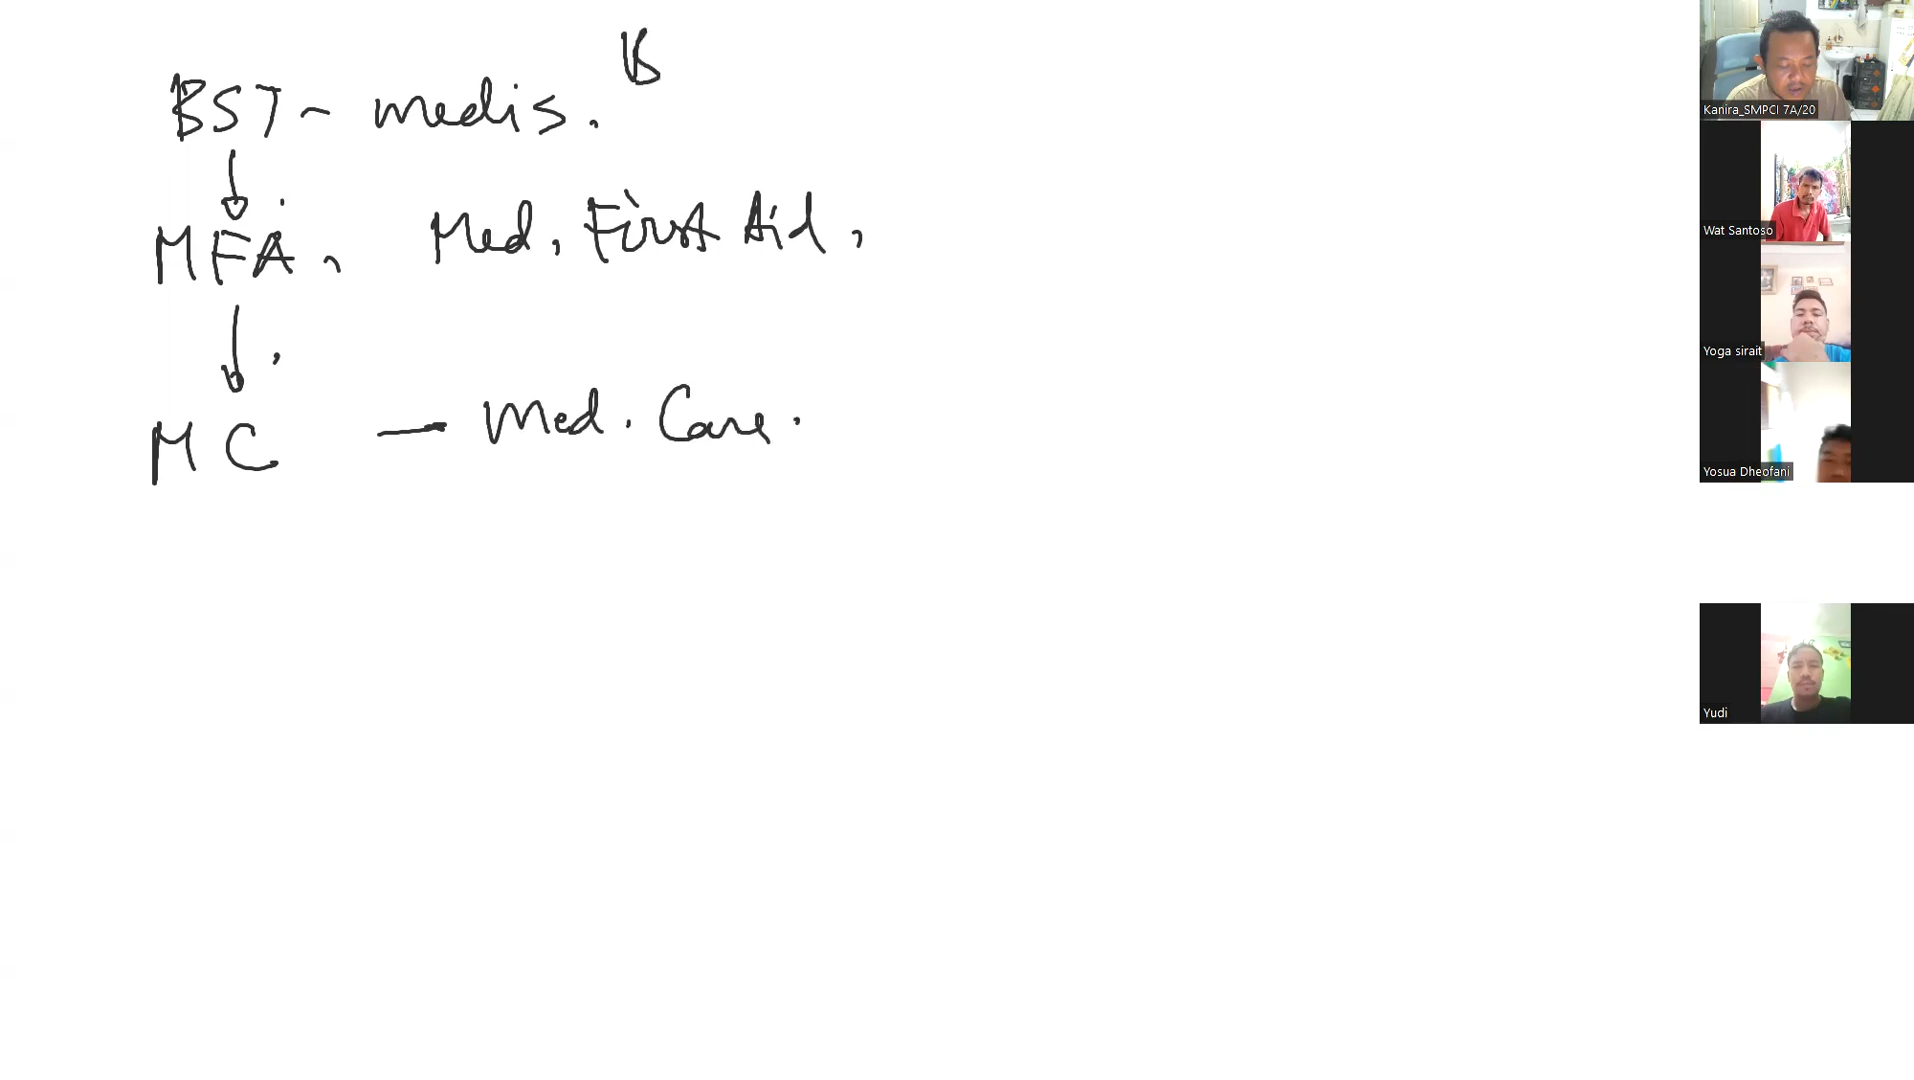 B
BST - medis.
MFA, Med. First Aid,
MC - Med. Care.
Kanira_SMPCI 7A/20
Wat Santoso
Yoga sirait
Yosua Dheofani
Yudi